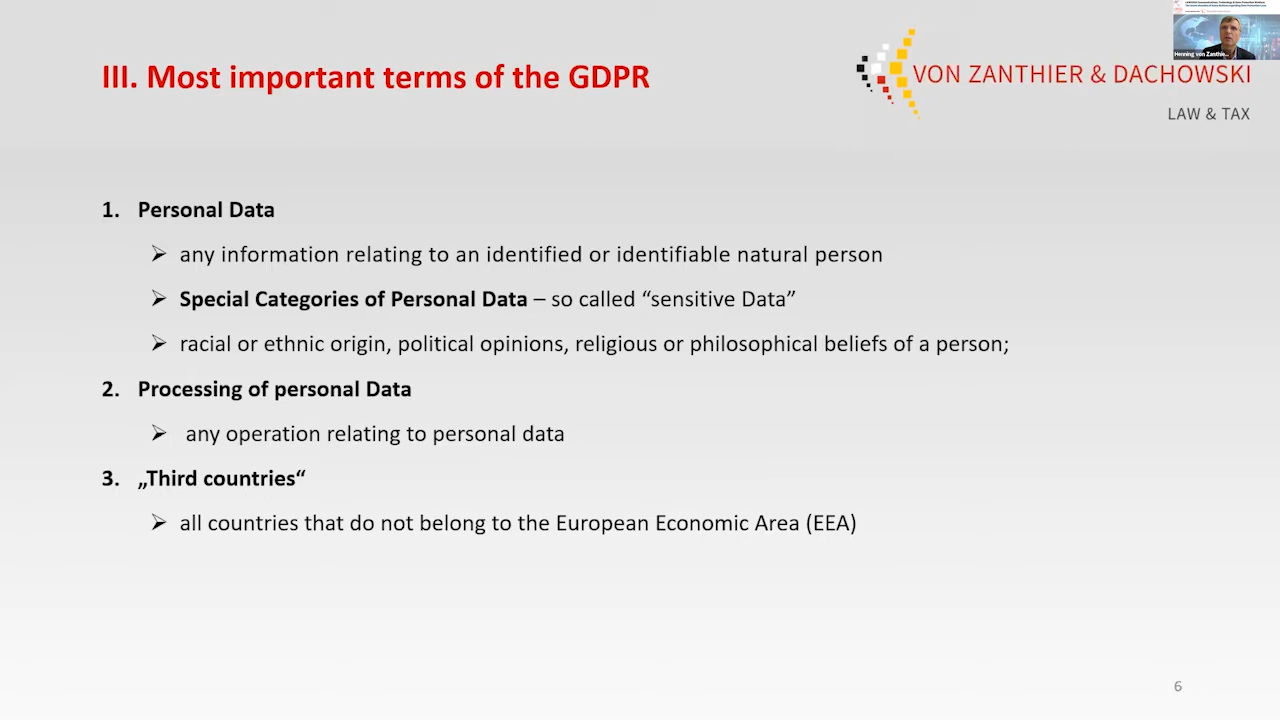 III. Most important terms of the GDPR
VON ZANTHIER & DACHOWSKI
LAW & TAX
Henning von Zanthie...
1. Personal Data
any information relating to an identified or identifiable natural person
Special Categories of Personal Data – so called “sensitive Data”
racial or ethnic origin, political opinions, religious or philosophical beliefs of a person;
2. Processing of personal Data
any operation relating to personal data
3. „Third countries“
all countries that do not belong to the European Economic Area (EEA)
6